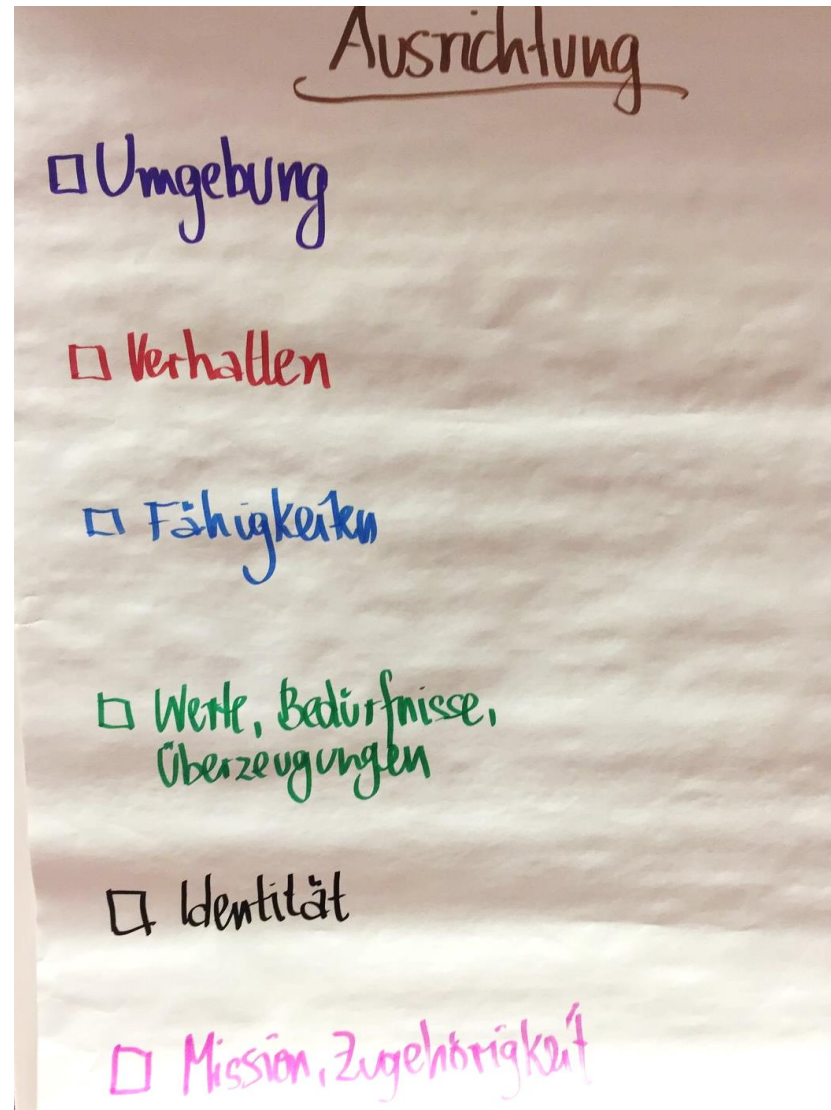 Ausrichtung
Umgebung
Verhalten
Fähigkeiten
Werte, Bedürfnisse,
Überzeugungen
Identität
Mission, Zugehörigkeit